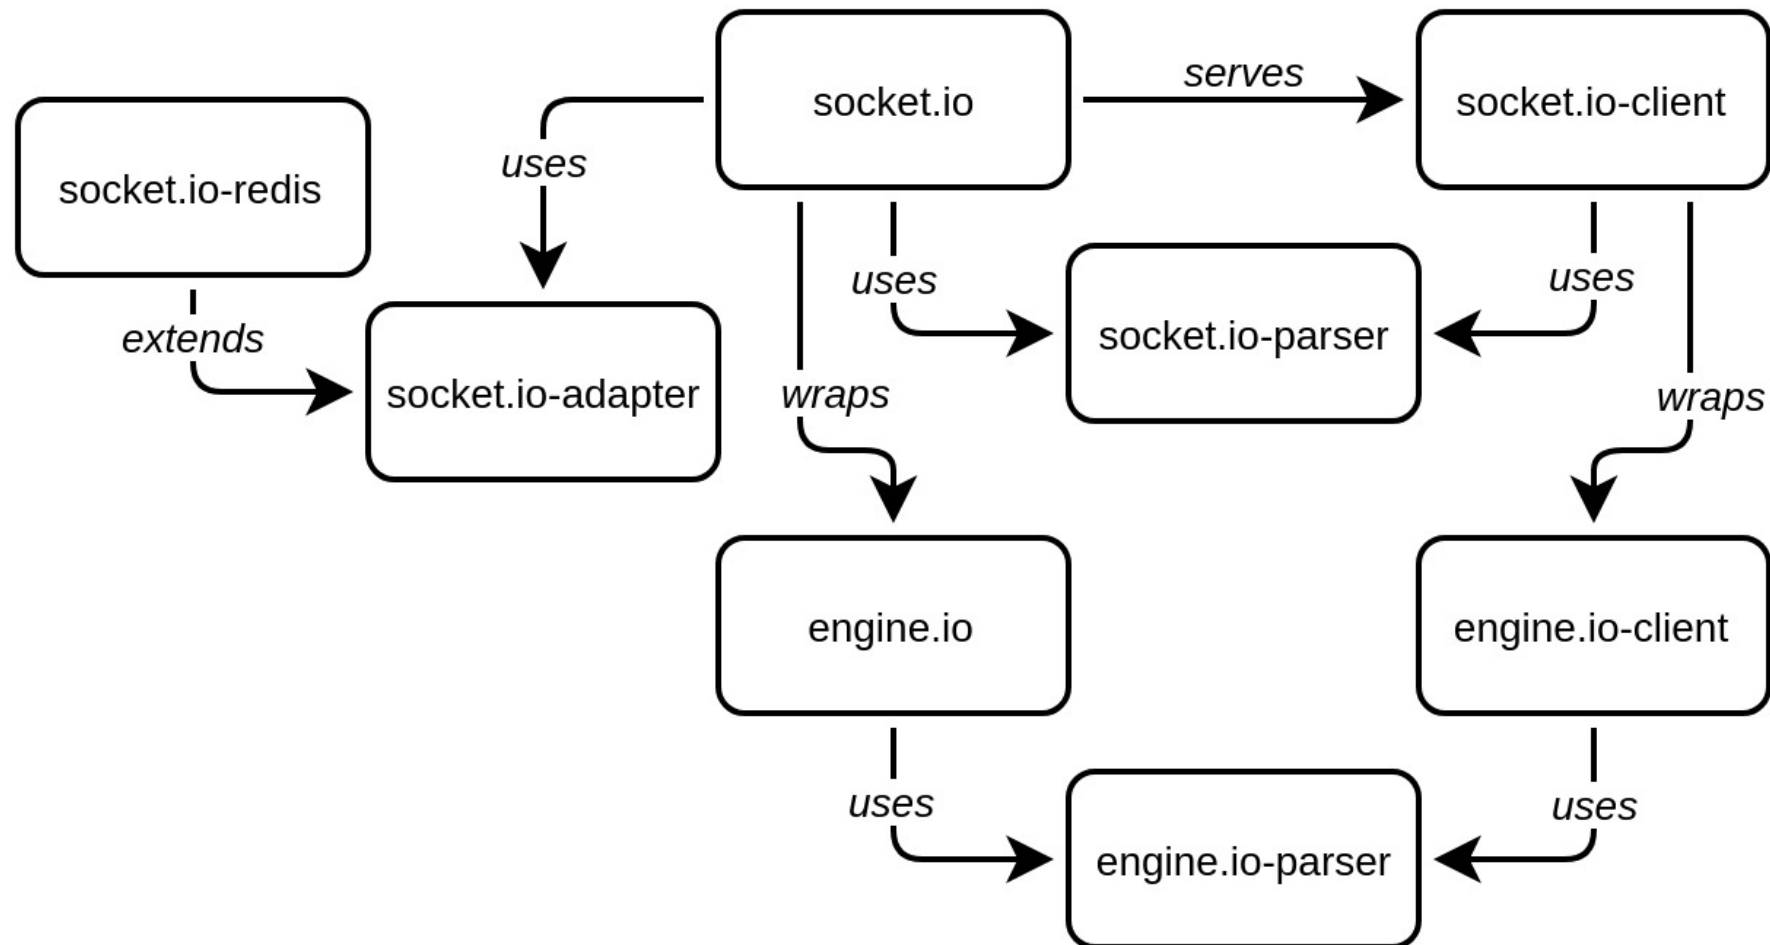 socket.io
serves
socket.io-client
socket.io-redis
uses
extends
socket.io-adapter
uses
socket.io-parser
uses
wraps
wraps
engine.io
engine.io-client
uses
engine.io-parser
uses